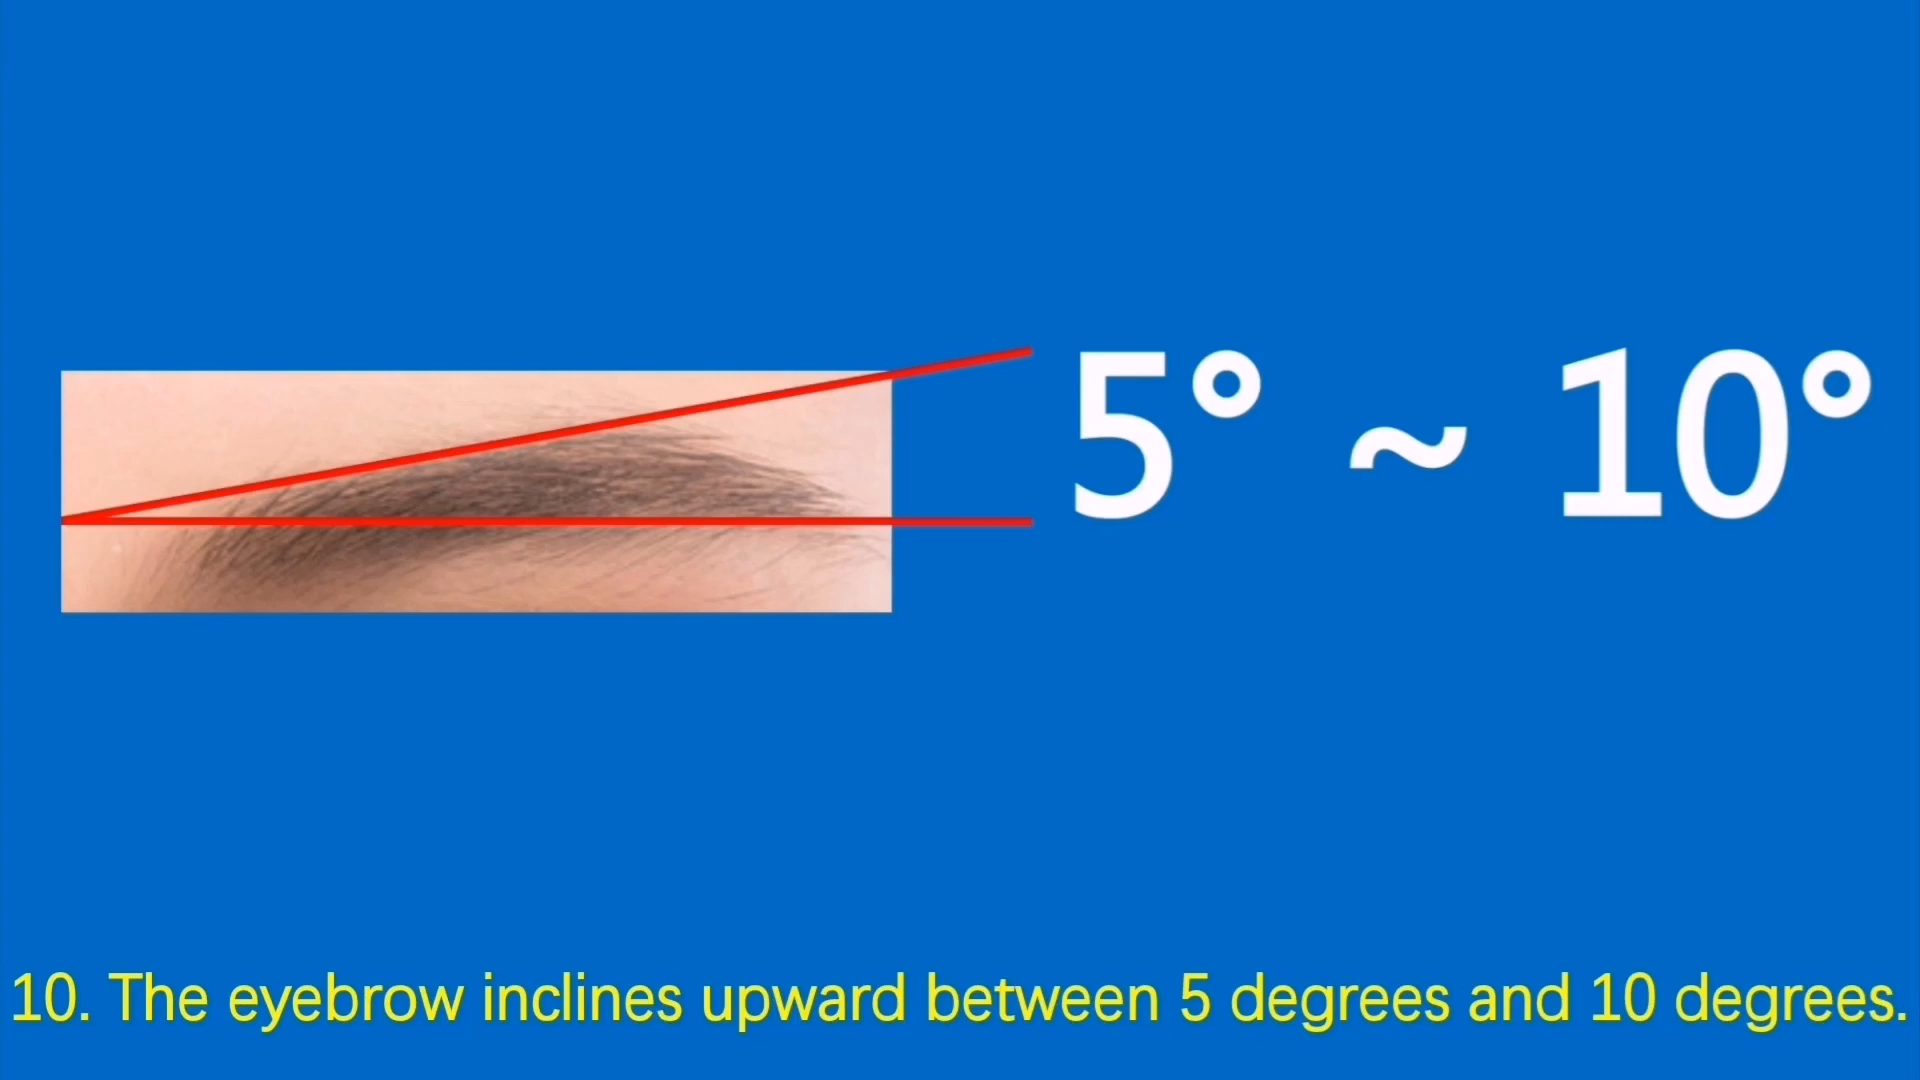 5° ~ 10°
10. The eyebrow inclines upward between 5 degrees and 10 degrees.